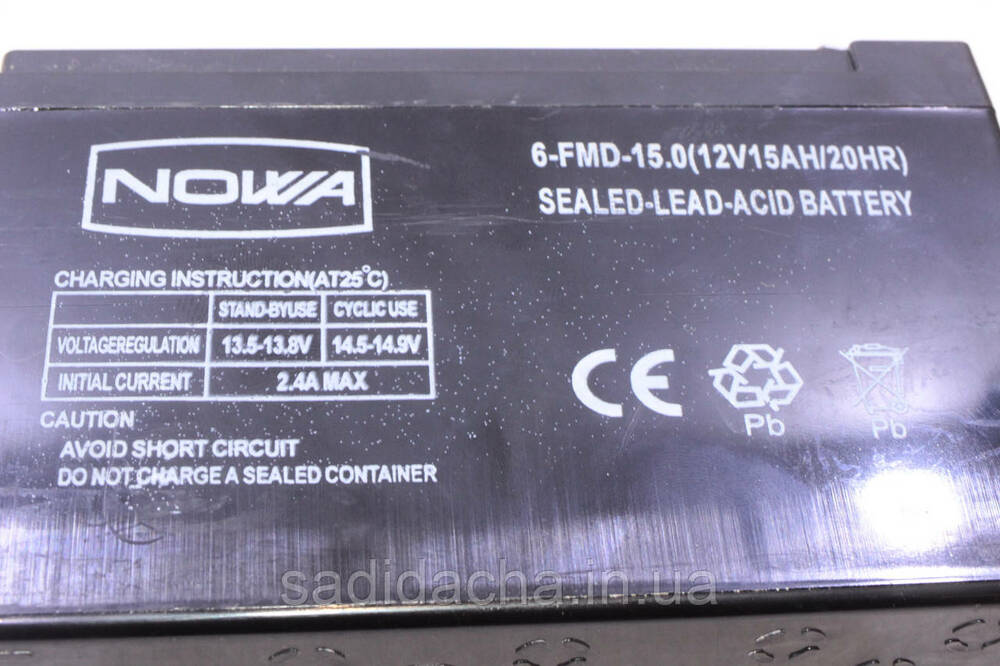 NOWA
6-FMD-15.0(12V15AH/20HR)
SEALED-LEAD-ACID BATTERY
CHARGING INSTRUCTION(AT25°C)
STAND-BYUSE CYCLIC USE
VOLTAGEREGULATION 13.5-13.8V 14.5-14.9V
INITIAL CURRENT 2.4A MAX
CAUTION
AVOID SHORT CIRCUIT
DO NOT CHARGE A SEALED CONTAINER
CE
Pb Pb
sadidacha.in.ua